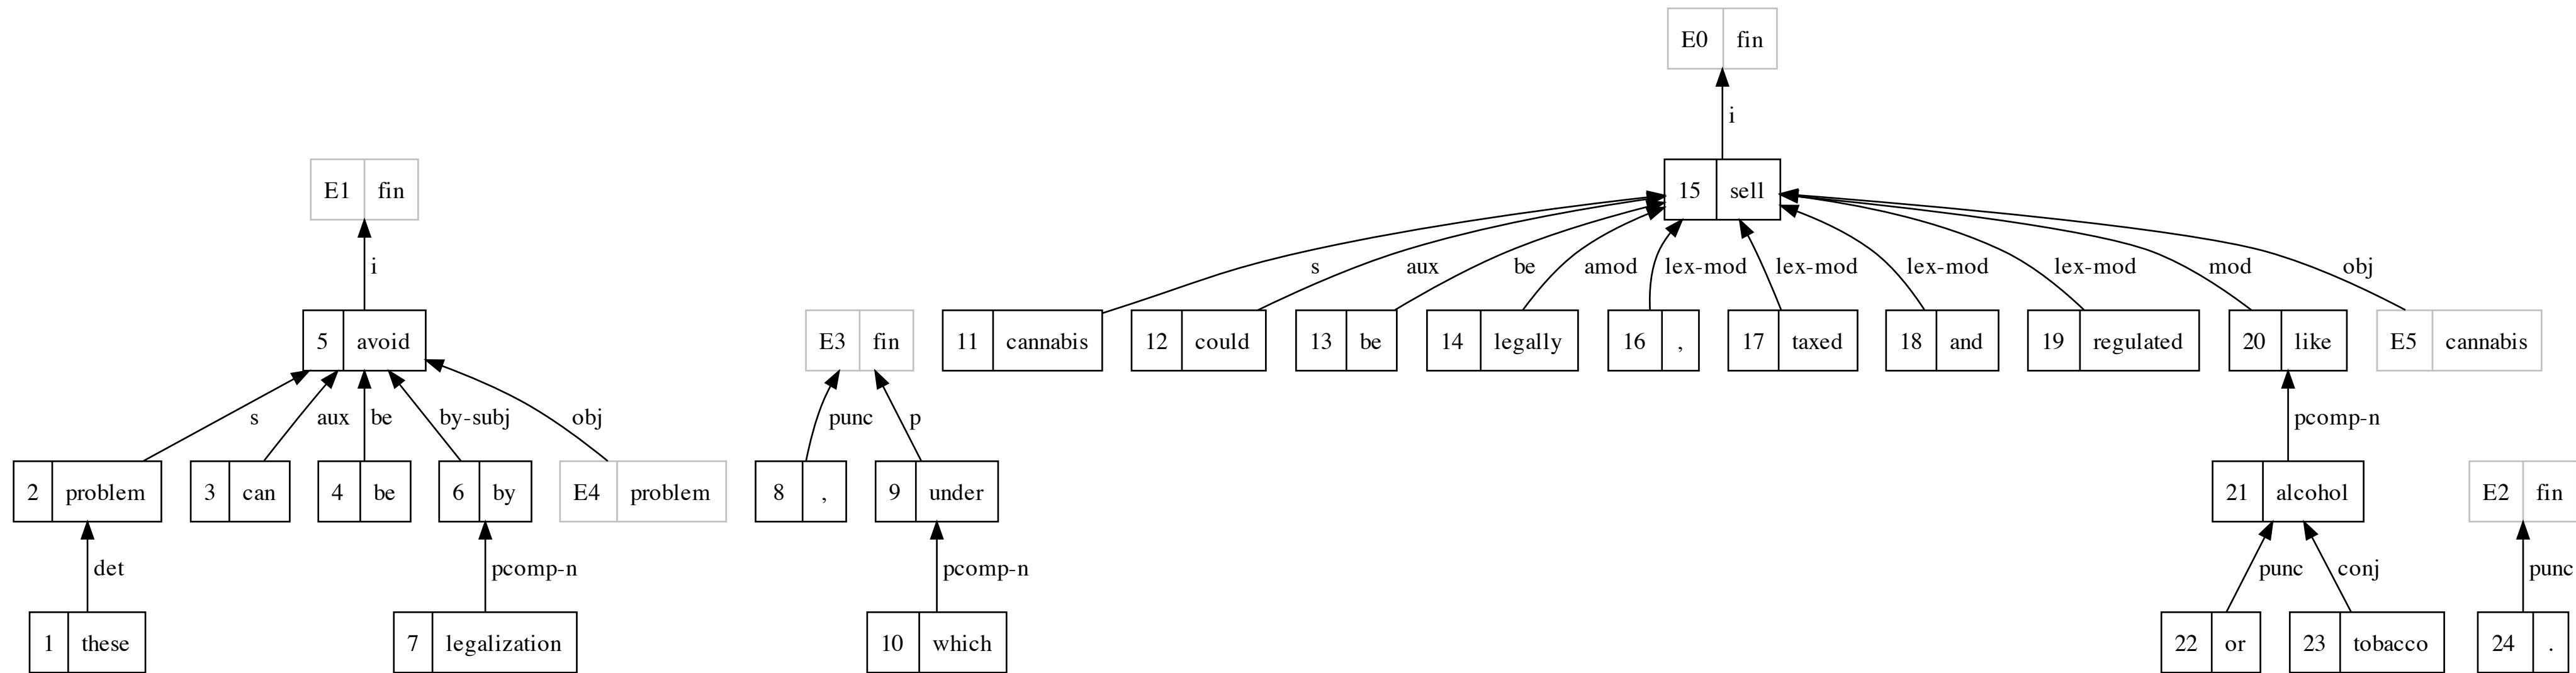 E0 fin
i
E1 fin
15 sell
i
s aux be amod lex-mod lex-mod lex-mod lex-mod mod obj
5 avoid
E3 fin
11 cannabis
12 could
13 be
14 legally
16 ,
17 taxed
18 and
19 regulated
20 like
E5 cannabis
s aux be by-subj obj
punc p
pcomp-n
2 problem
3 can
4 be
6 by
E4 problem
8 ,
9 under
21 alcohol
E2 fin
det
pcomp-n
pcomp-n
punc conj
punc
1 these
7 legalization
10 which
22 or
23 tobacco
24 .